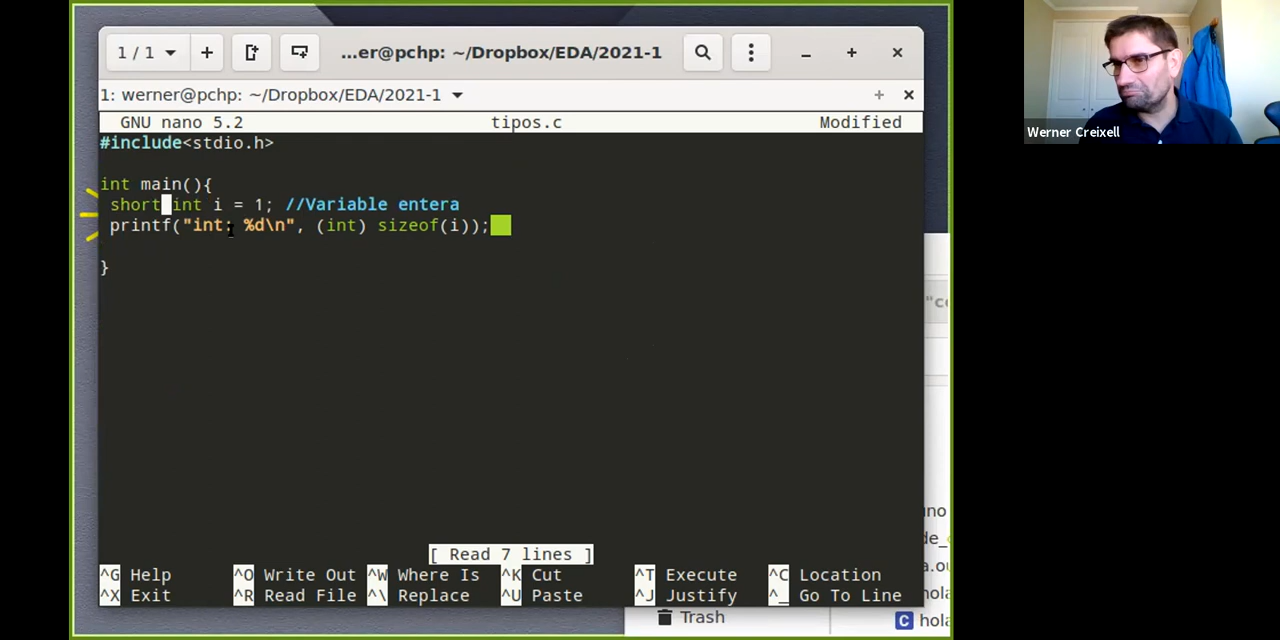 1 / 1
...er@pchp: ~/Dropbox/EDA/2021-1
1: werner@pchp: ~/Dropbox/EDA/2021-1
GNU nano 5.2 tipos.c Modified
#include<stdio.h>
int main(){
short int i = 1; //Variable entera
printf("int: %d\n", (int) sizeof(i));
}
[ Read 7 lines ]
^G Help ^O Write Out ^W Where Is ^K Cut ^T Execute ^C Location
^X Exit ^R Read File ^\ Replace ^U Paste ^J Justify ^_ Go To Line
Trash
C
Werner Creixell